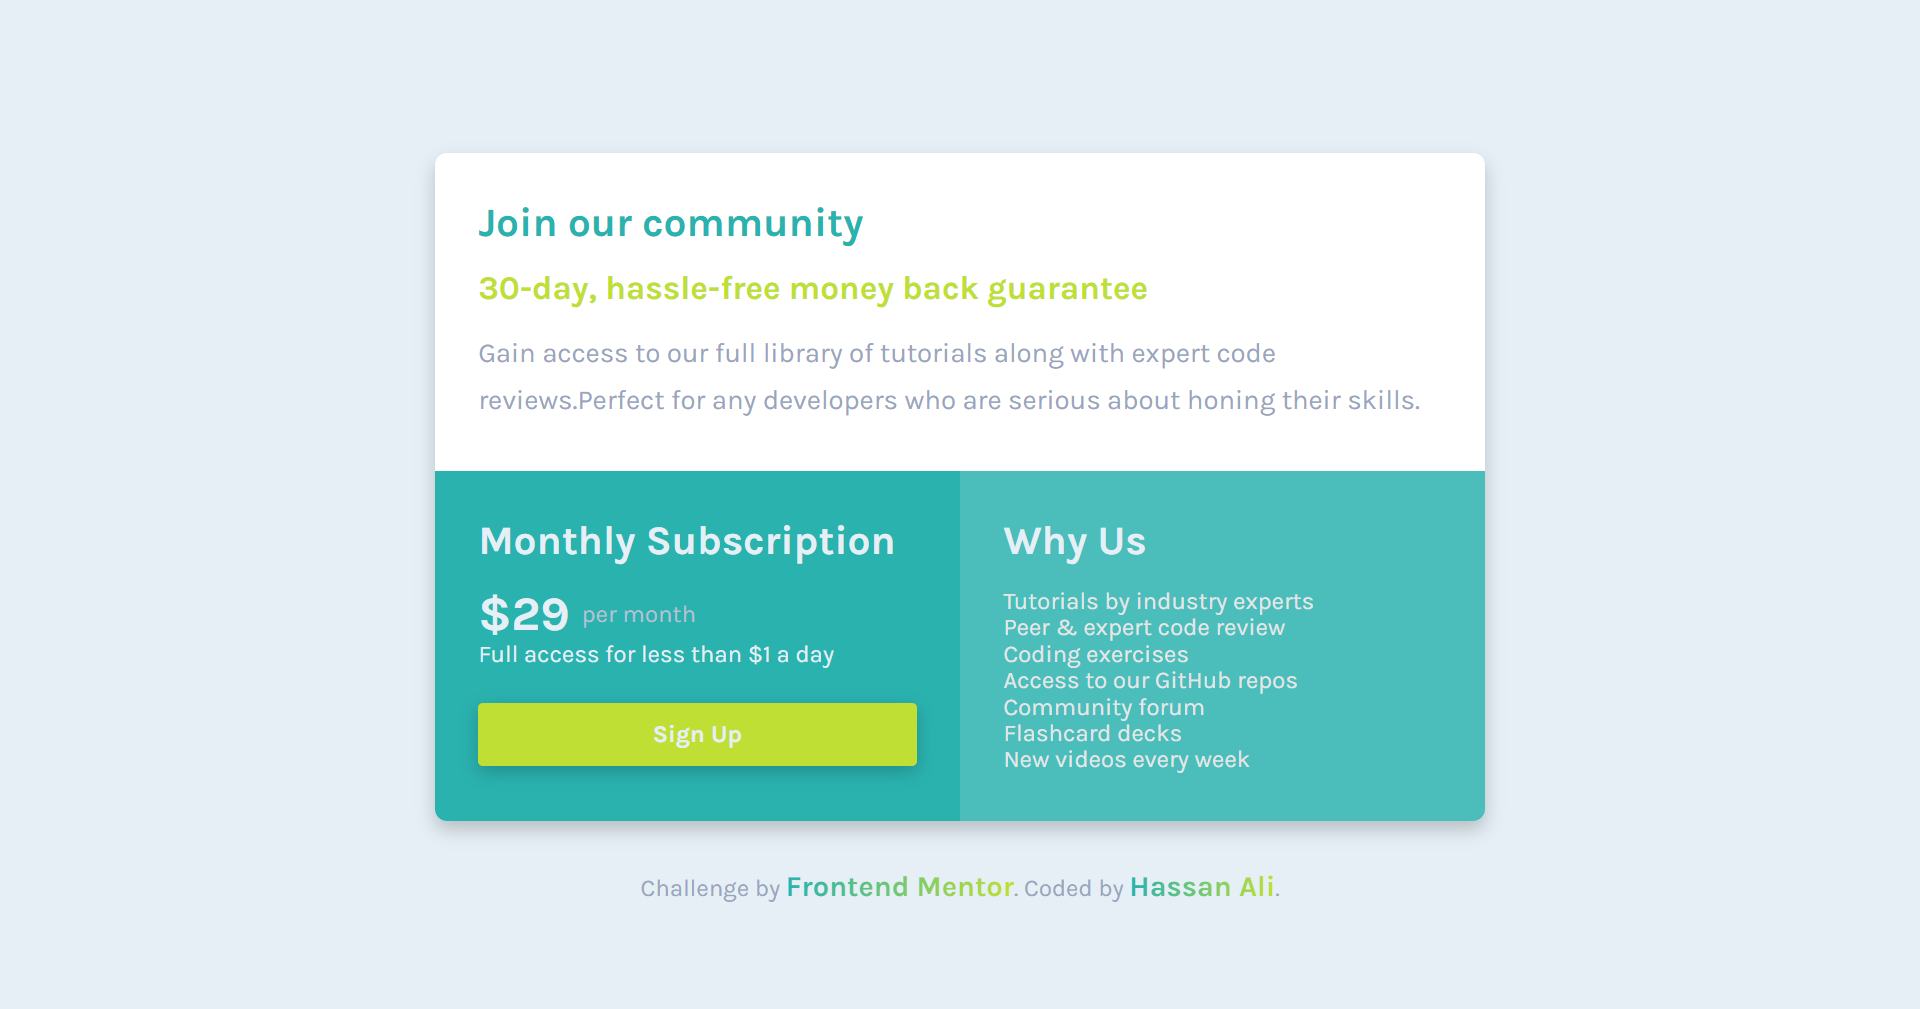 Join our community
30-day, hassle-free money back guarantee
Gain access to our full library of tutorials along with expert code
reviews.Perfect for any developers who are serious about honing their skills.
Monthly Subscription
$29 per month
Full access for less than $1 a day
Sign Up
Why Us
Tutorials by industry experts
Peer & expert code review
Coding exercises
Access to our GitHub repos
Community forum
Flashcard decks
New videos every week
Challenge by Frontend Mentor. Coded by Hassan Ali.